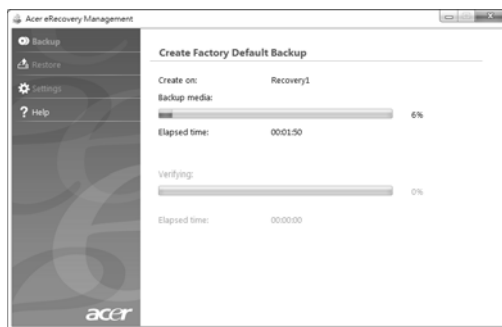 Acer eRecovery Management
Backup
Restore
Settings
? Help
Create Factory Default Backup
Create on: Recovery1
Backup media:
6%
Elapsed time: 00:01:50
Verifying:
0%
Elapsed time: 00:00:00
acer